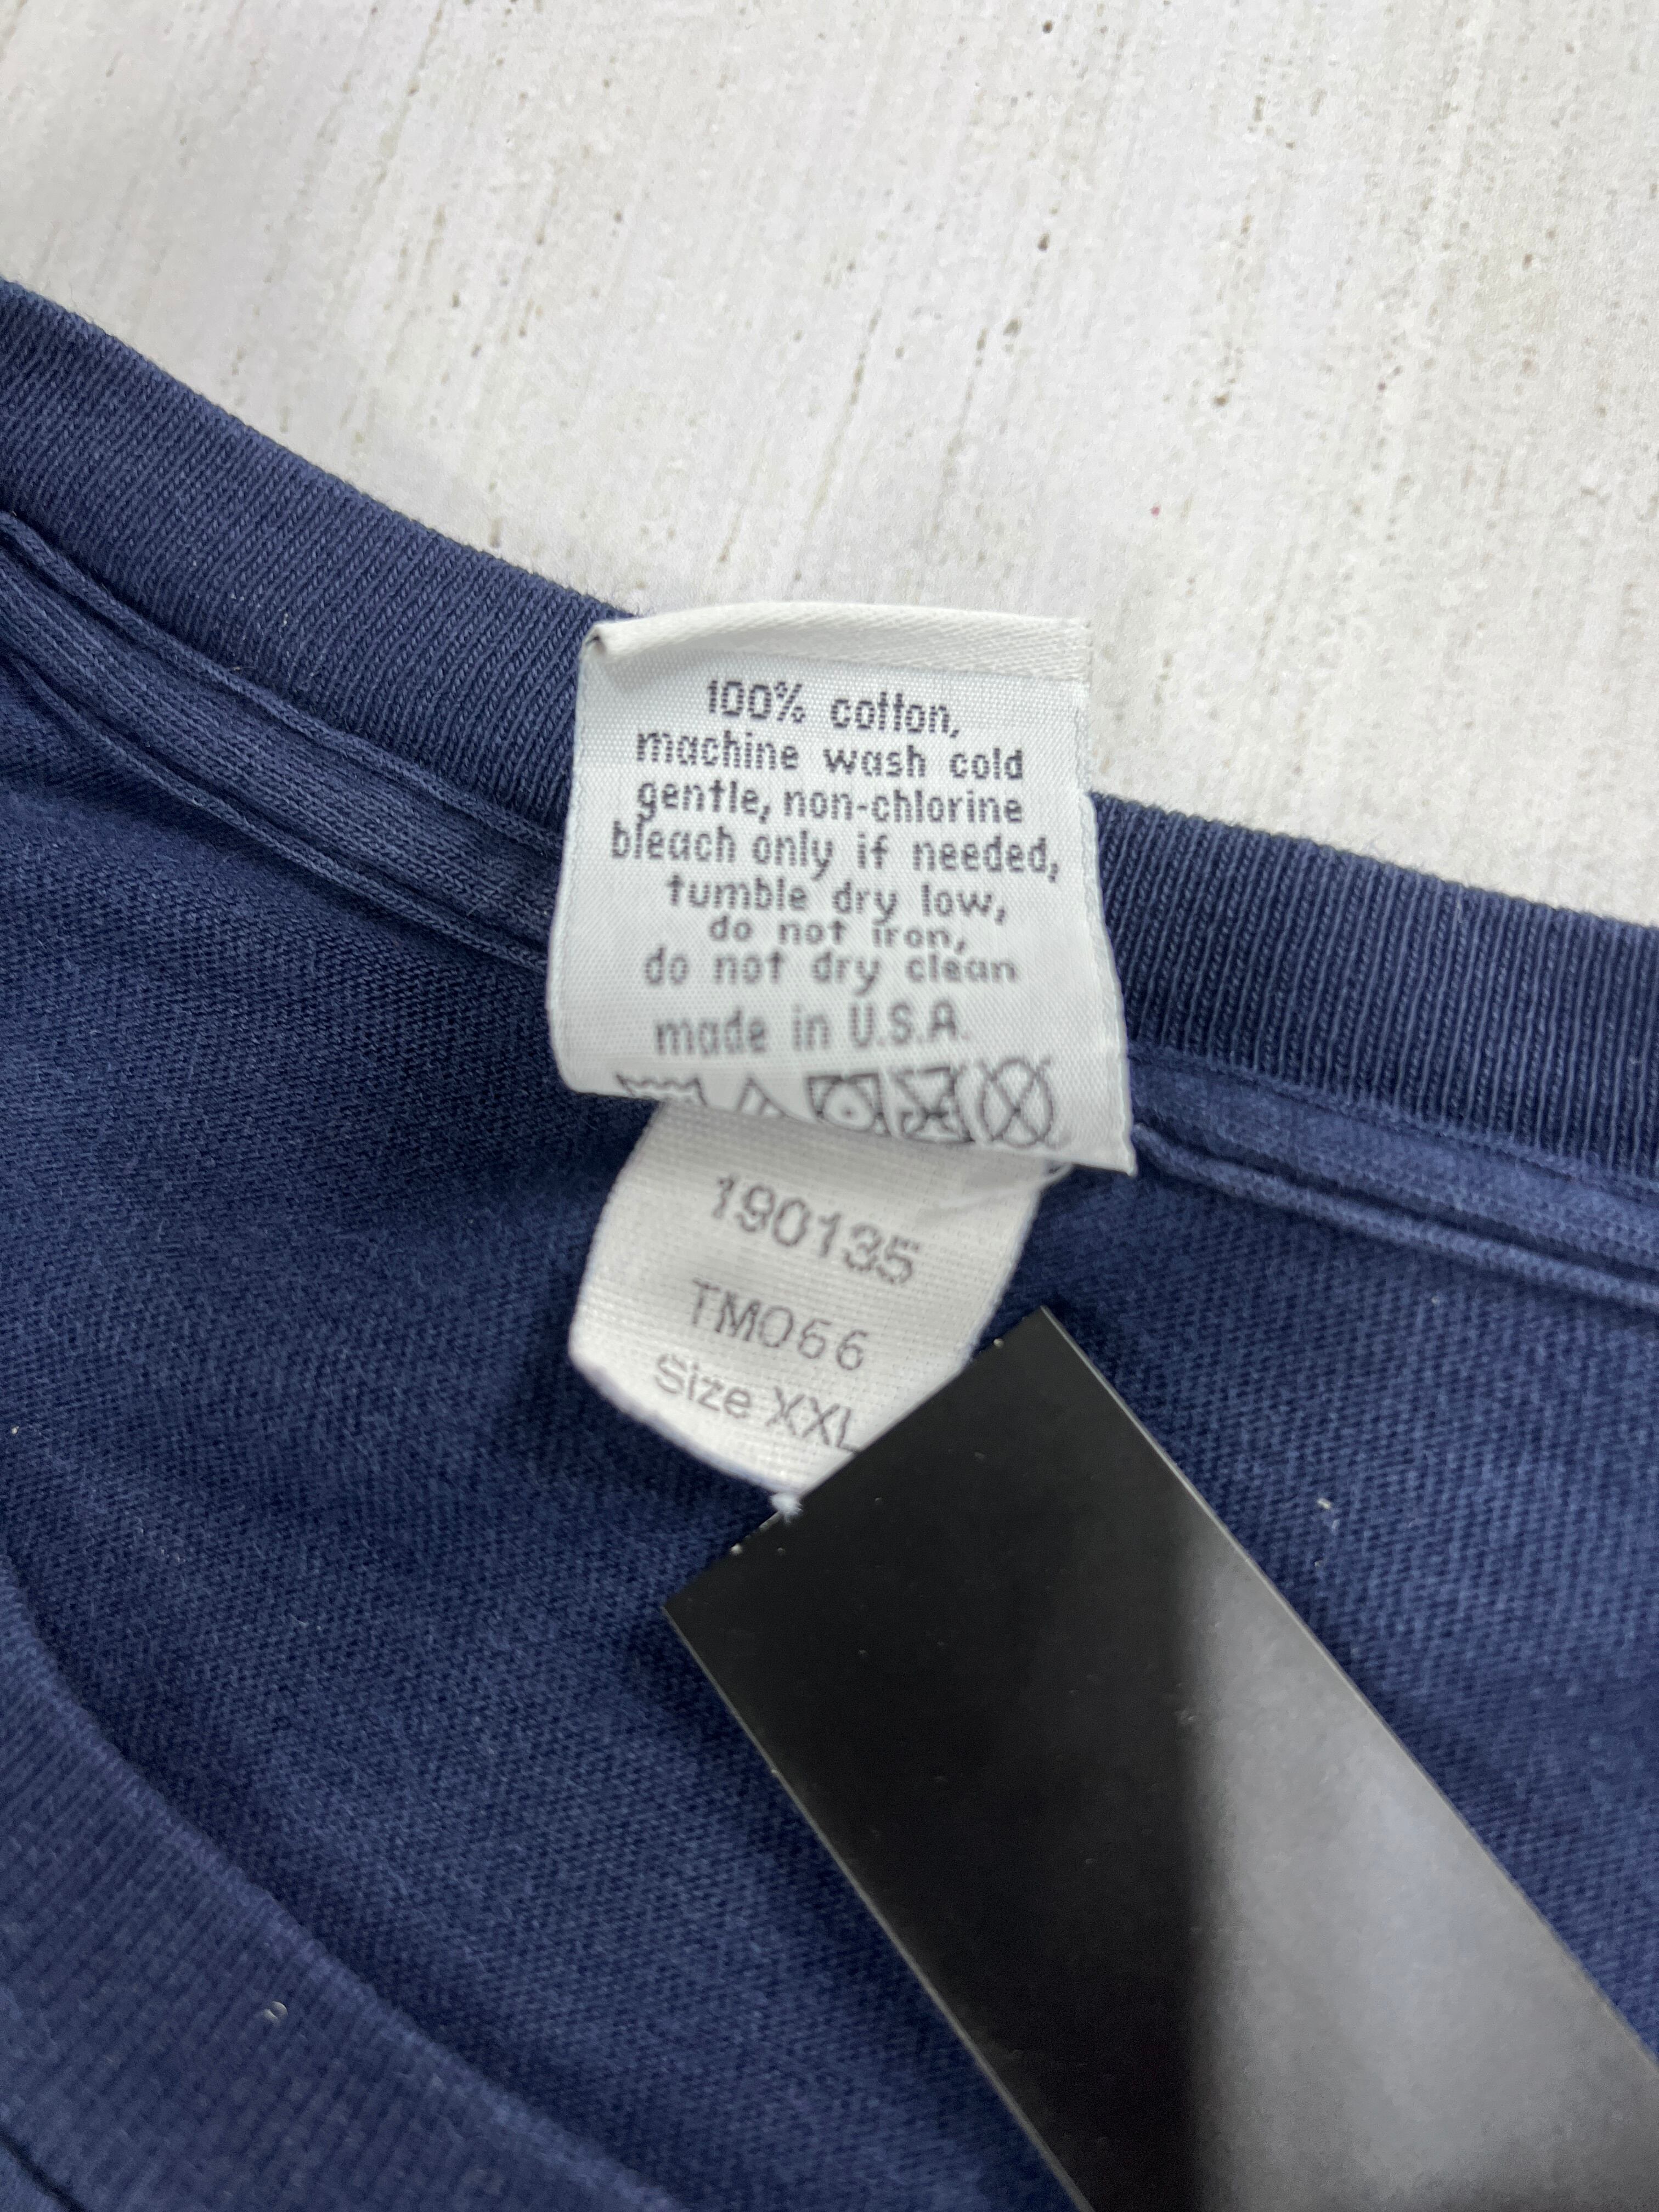 100% cotton,
machine wash cold
gentle, non-chlorine
bleach only if needed,
tumble dry low,
do not iron,
do not dry clean
made in U.S.A.
190135
TM066
Size XXL